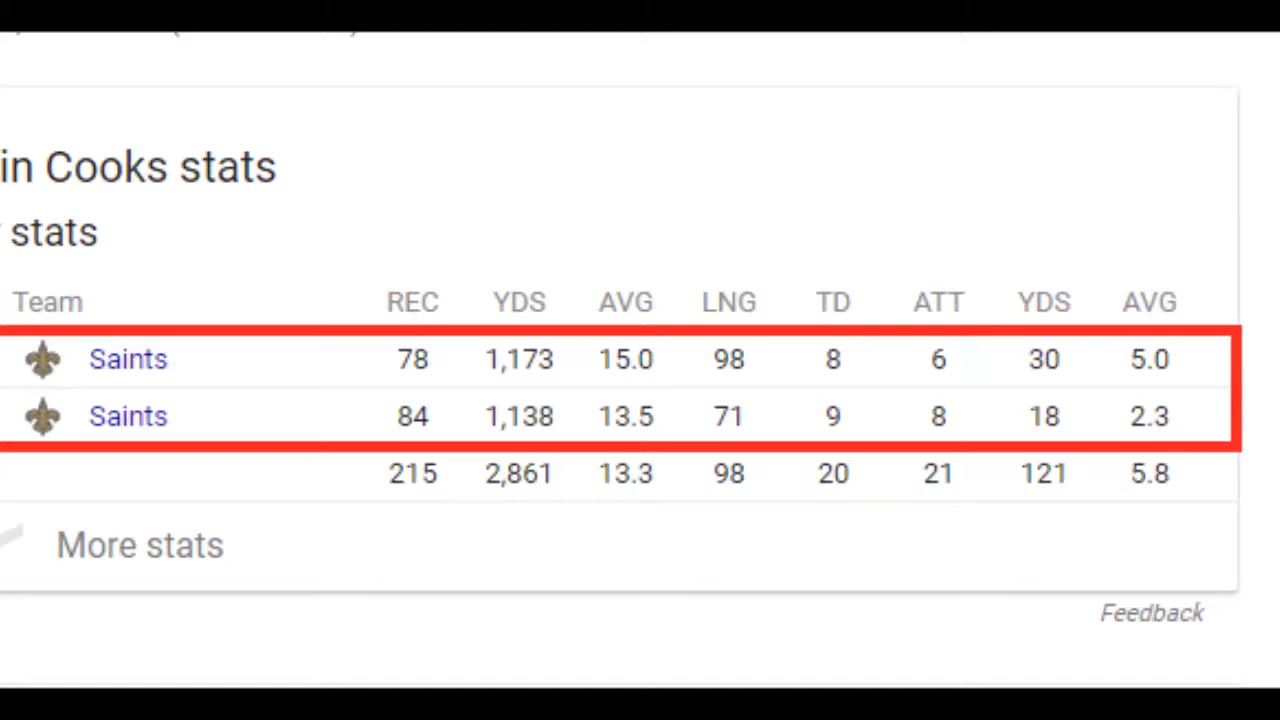 in Cooks stats
stats
Team REC YDS AVG LNG TD ATT YDS AVG
Saints 78 1,173 15.0 98 8 6 30 5.0
Saints 84 1,138 13.5 71 9 8 18 2.3
215 2,861 13.3 98 20 21 121 5.8
More stats
Feedback